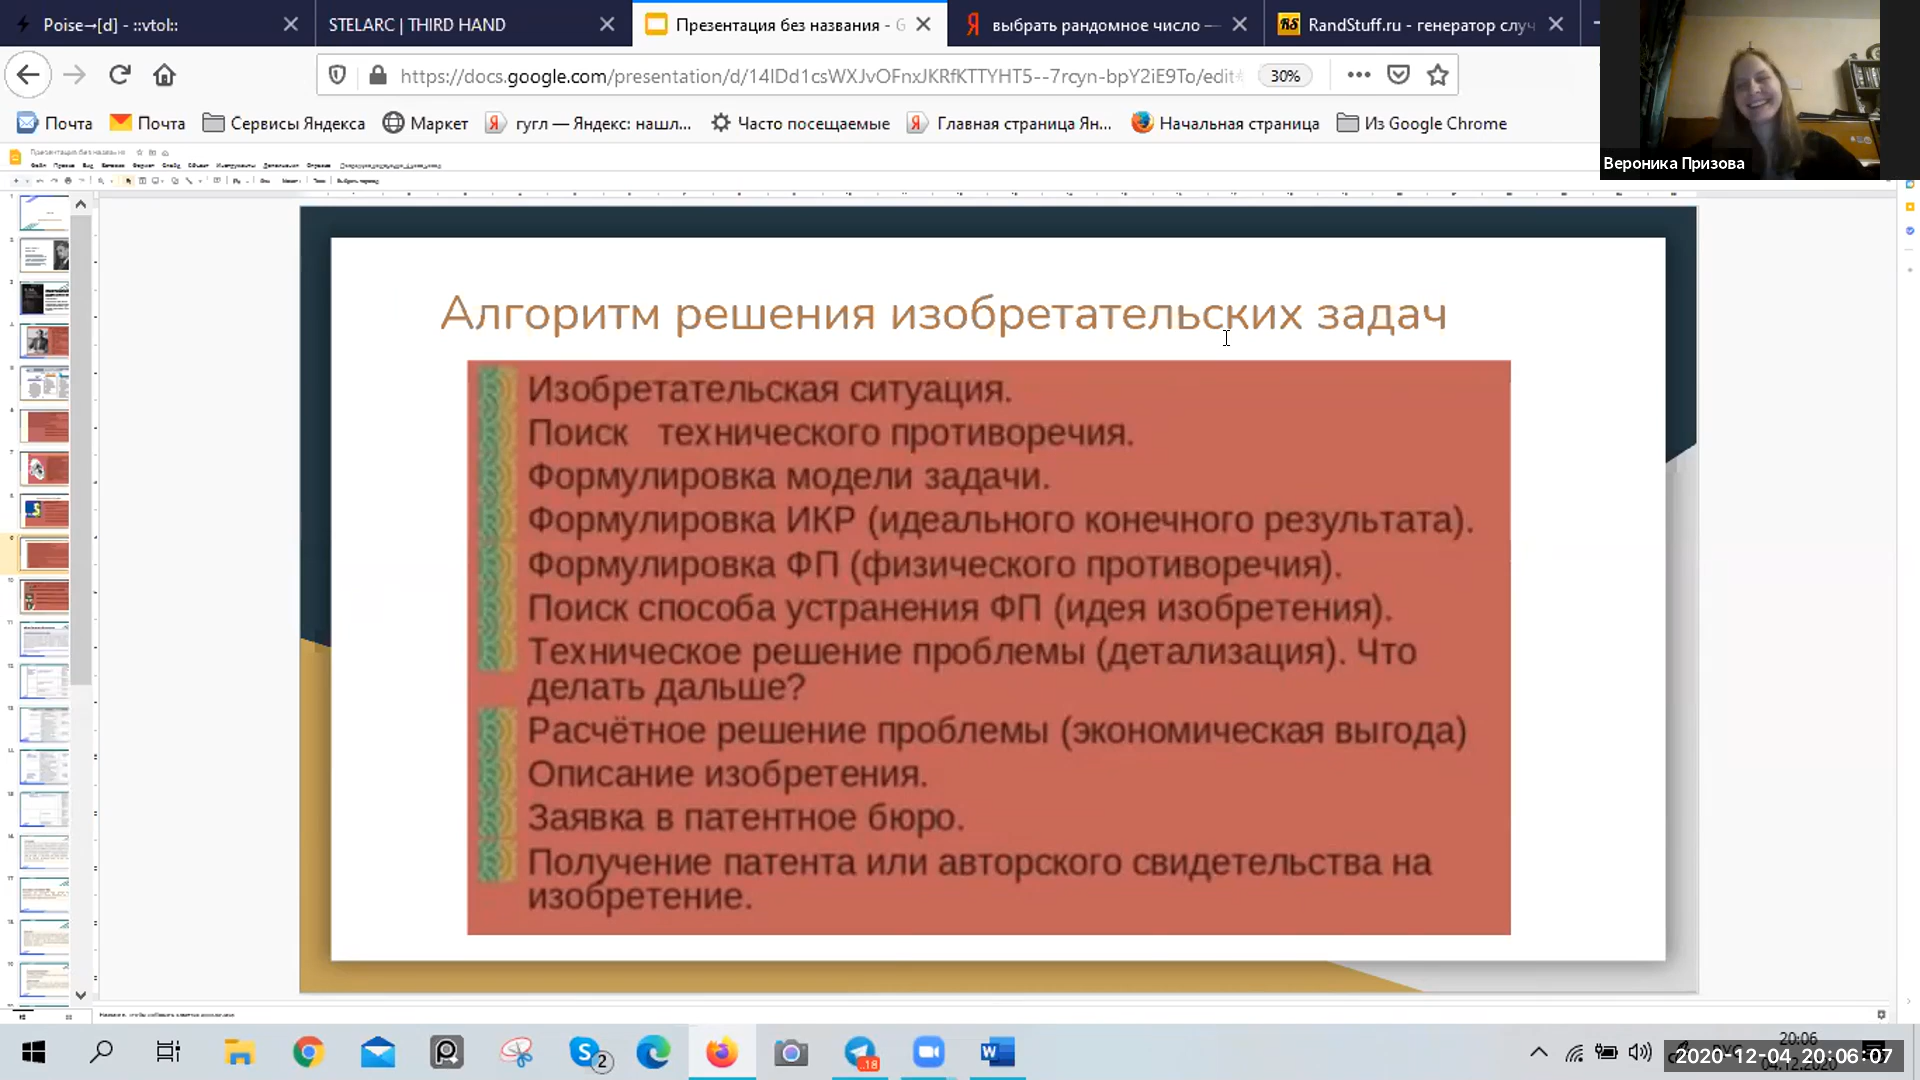 Poise→[d] - ::vtol::
STELARC | THIRD HAND
Презентация без названия - G
выбрать рандомное число —
RandStuff.ru - генератор случ
https://docs.google.com/presentation/d/14IDd1csWXJvOFnxJKRfKTTYHT5--7rcyn-bpY2iE9To/edit#
30%
Почта
Почта
Сервисы Яндекса
Маркет
гугл — Яндекс: нашл...
Часто посещаемые
Главная страница Ян...
Начальная страница
Из Google Chrome
Вероника Призова
Алгоритм решения изобретательских задач
Изобретательская ситуация.
Поиск технического противоречия.
Формулировка модели задачи.
Формулировка ИКР (идеального конечного результата).
Формулировка ФП (физического противоречия).
Поиск способа устранения ФП (идея изобретения).
Техническое решение проблемы (детализация). Что
делать дальше?
Расчётное решение проблемы (экономическая выгода)
Описание изобретения.
Заявка в патентное бюро.
Получение патента или авторского свидетельства на
изобретение.
20:06
2020-12-04 20:06:07